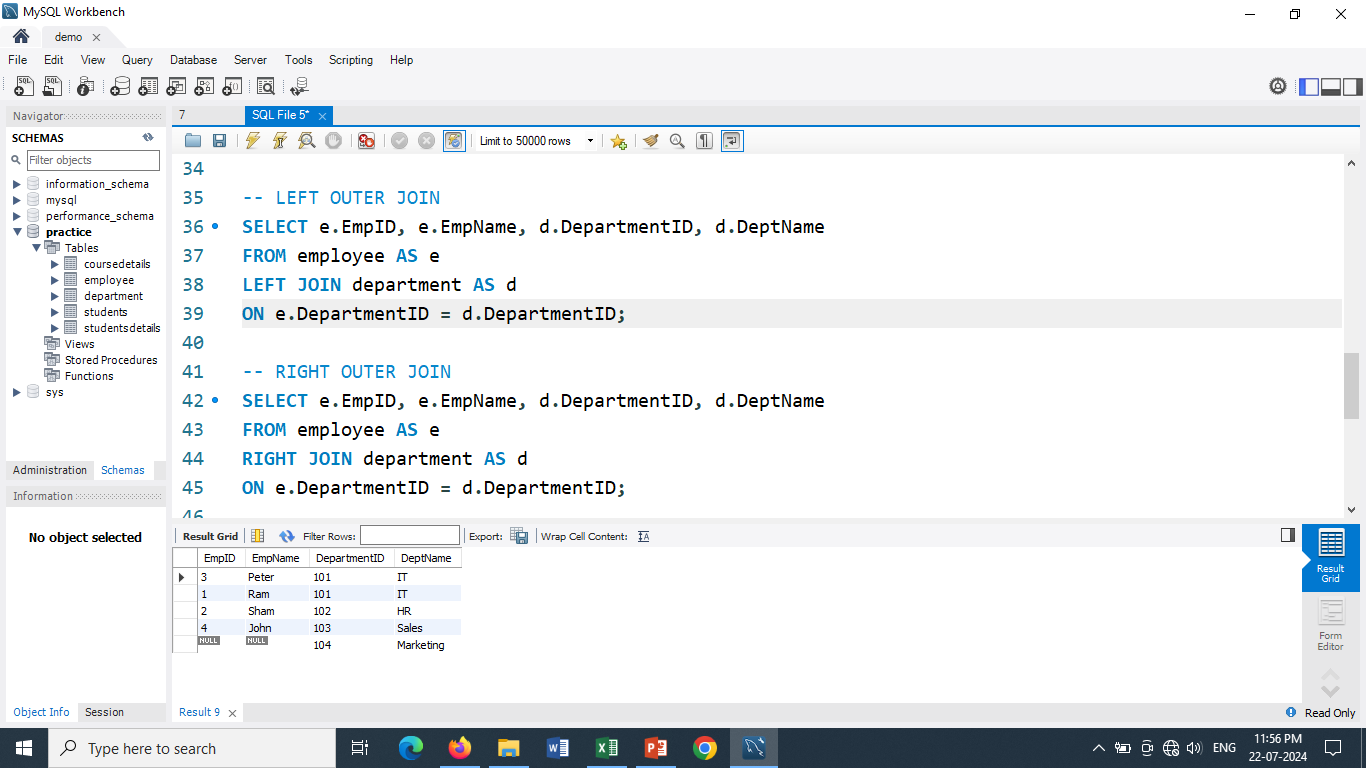 MySQL Workbench
demo
File Edit View Query Database Server Tools Scripting Help
Navigator
SCHEMAS
Filter objects
information_schema
mysql
performance_schema
practice
Tables
coursedetails
employee
department
students
studentsdetails
Views
Stored Procedures
Functions
sys
Administration Schemas
Information
No object selected
Object Info Session
7 SQL File 5*
Limit to 50000 rows
34
35 -- LEFT OUTER JOIN
36 SELECT e.EmpID, e.EmpName, d.DepartmentID, d.DeptName
37 FROM employee AS e
38 LEFT JOIN department AS d
39 ON e.DepartmentID = d.DepartmentID;
40
41 -- RIGHT OUTER JOIN
42 SELECT e.EmpID, e.EmpName, d.DepartmentID, d.DeptName
43 FROM employee AS e
44 RIGHT JOIN department AS d
45 ON e.DepartmentID = d.DepartmentID;
46
Result Grid Filter Rows: Export: Wrap Cell Content:
EmpID EmpName DepartmentID DeptName
3 Peter 101 IT
1 Ram 101 IT
2 Sham 102 HR
4 John 103 Sales
NULL NULL 104 Marketing
Result
Grid
Form
Editor
Result 9
Read Only
Type here to search
ENG
11:56 PM
22-07-2024